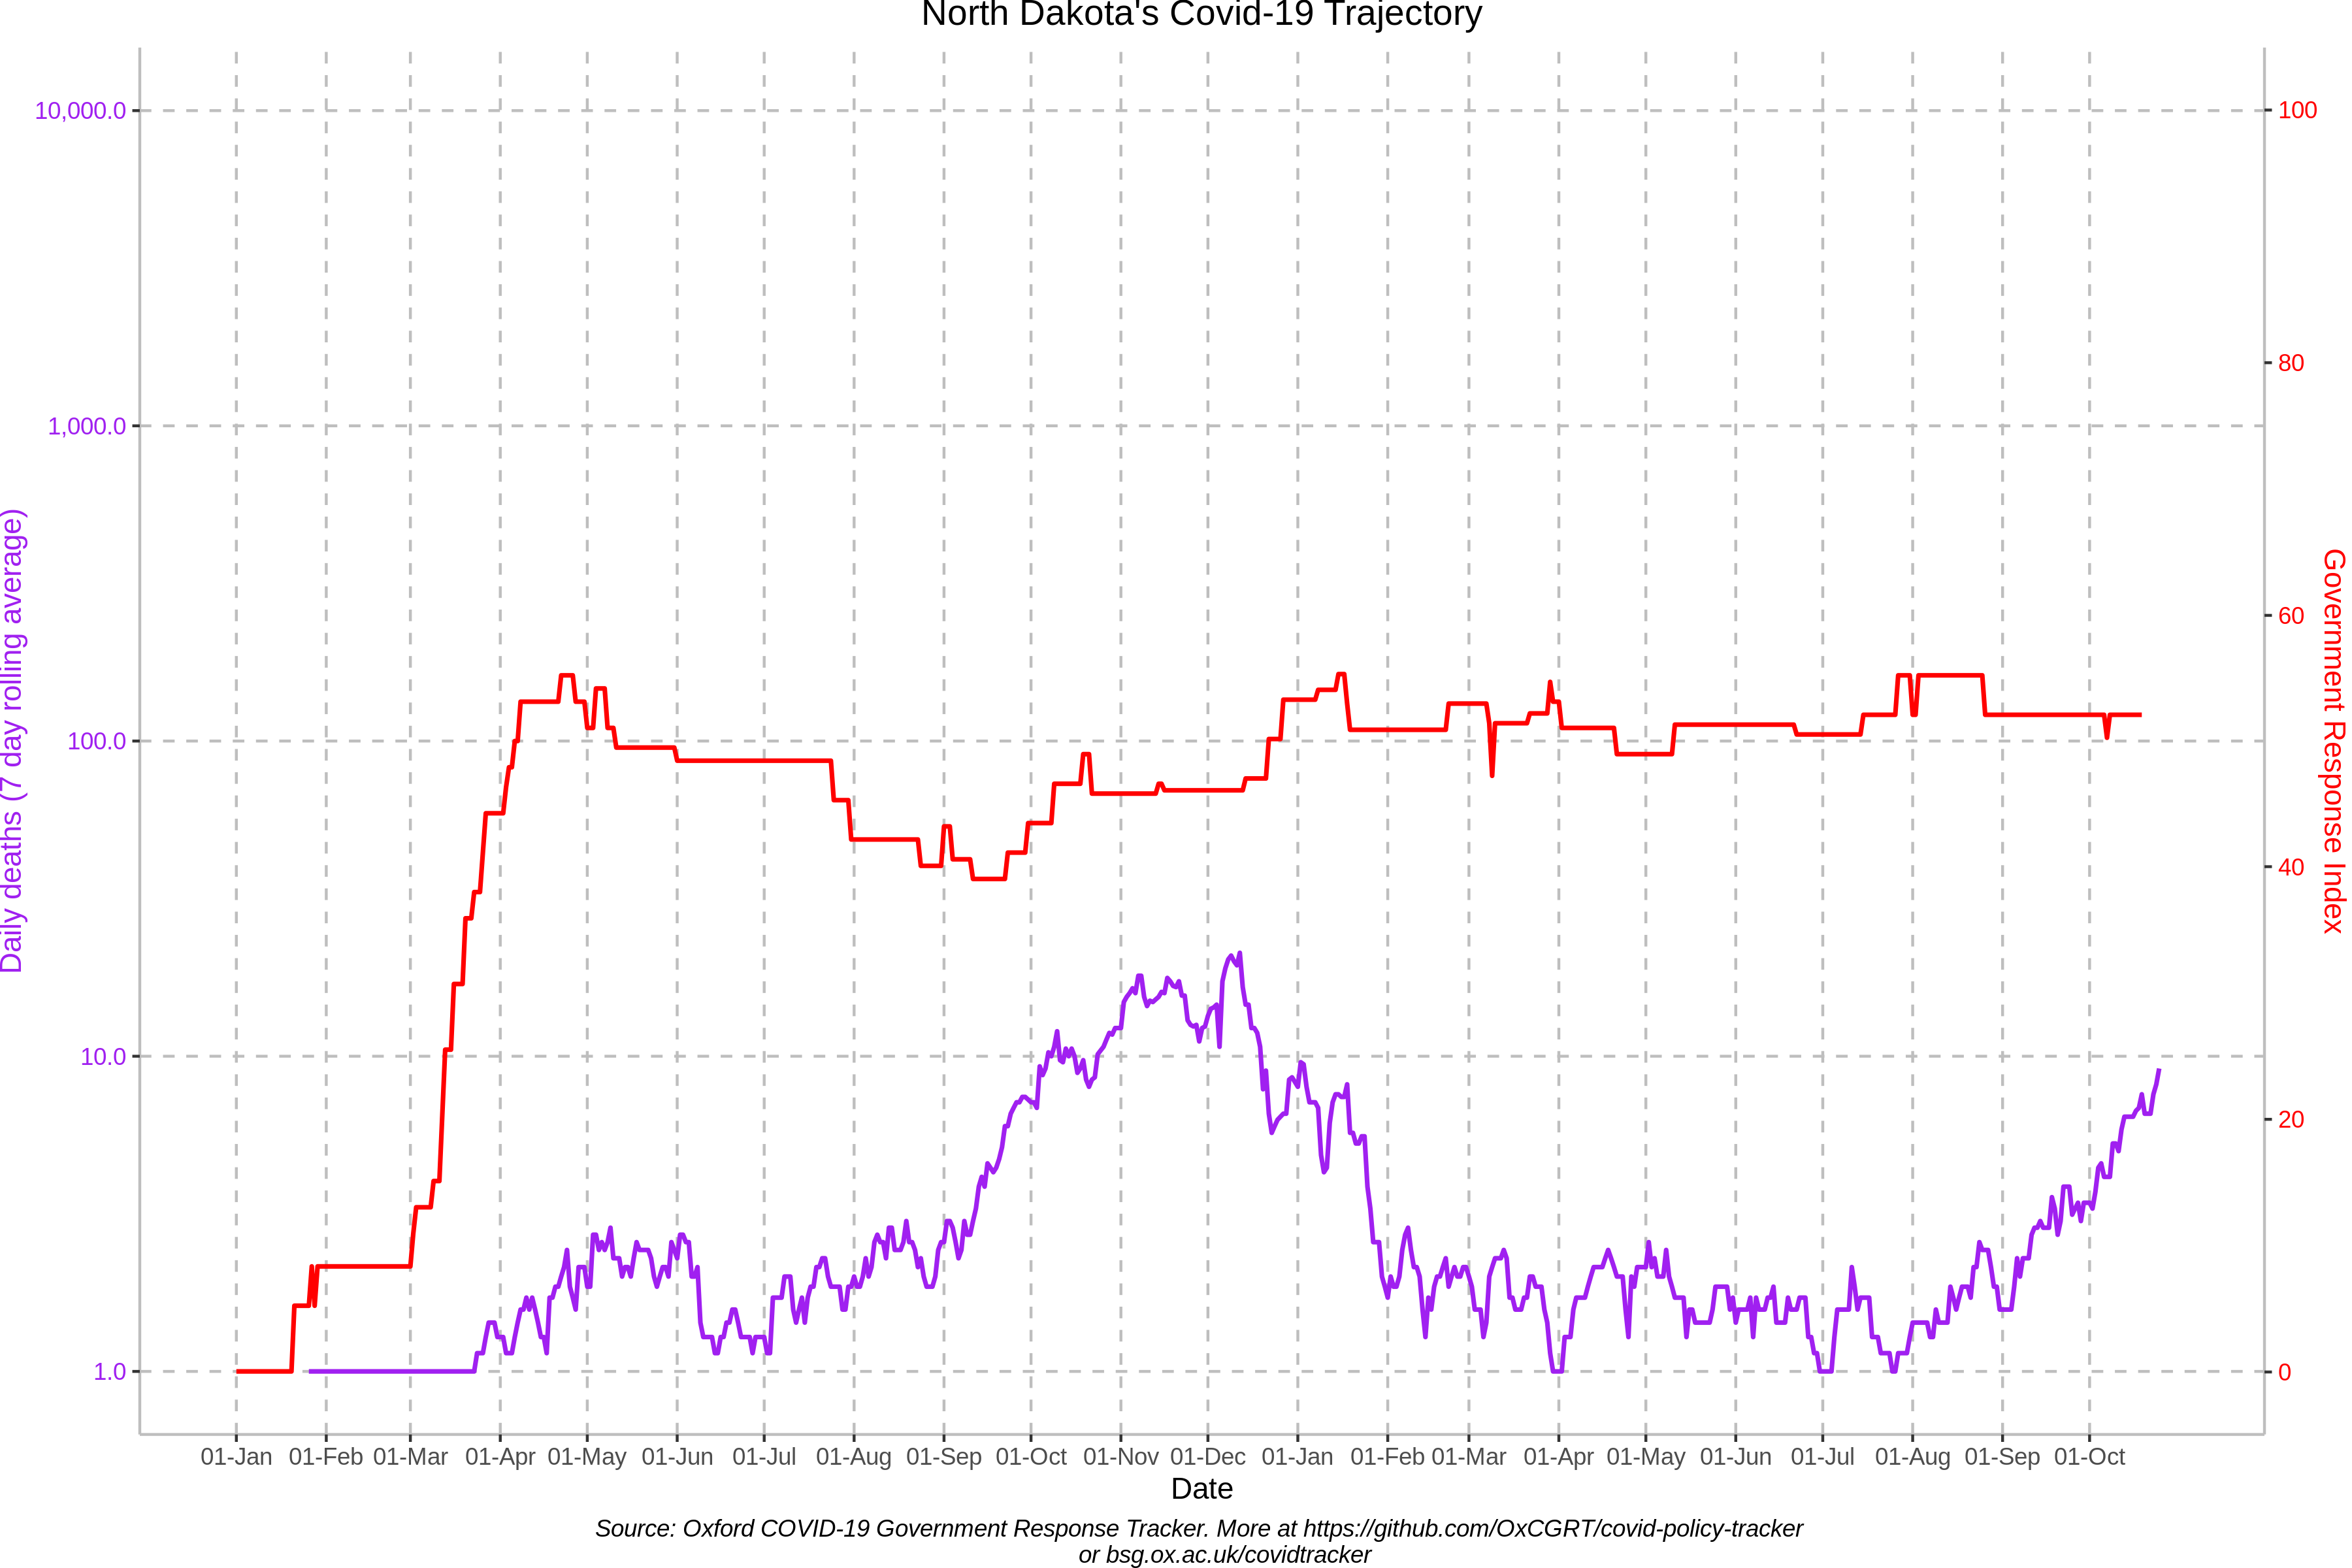 North Dakota's Covid-19 Trajectory
10,000.0
1,000.0
100.0
10.0
1.0
Daily deaths (7 day rolling average)
100
80
60
40
20
0
Government Response Index
01-Jan 01-Feb 01-Mar 01-Apr 01-May 01-Jun 01-Jul 01-Aug 01-Sep 01-Oct 01-Nov 01-Dec 01-Jan 01-Feb 01-Mar 01-Apr 01-May 01-Jun 01-Jul 01-Aug 01-Sep 01-Oct
Date
Source: Oxford COVID-19 Government Response Tracker. More at https://github.com/OxCGRT/covid-policy-tracker
or bsg.ox.ac.uk/covidtracker